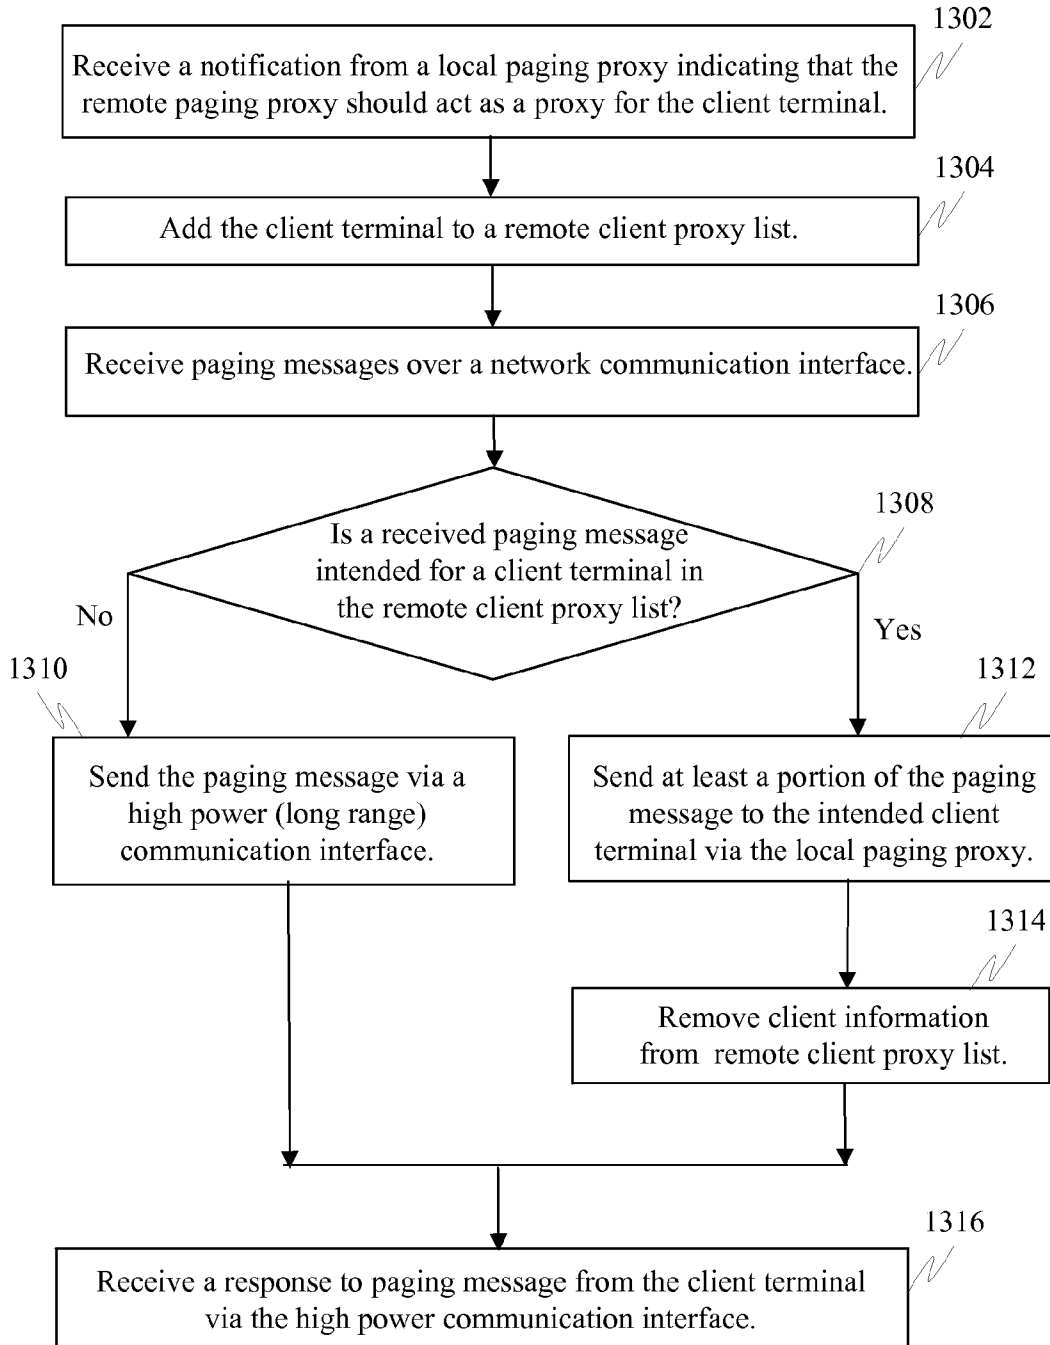 1302
Receive a notification from a local paging proxy indicating that the
remote paging proxy should act as a proxy for the client terminal.
1304
Add the client terminal to a remote client proxy list.
1306
Receive paging messages over a network communication interface.
1308
Is a received paging message
intended for a client terminal in
the remote client proxy list?
No
Yes
1310
Send the paging message via a
high power (long range)
communication interface.
1312
Send at least a portion of the paging
message to the intended client
terminal via the local paging proxy.
1314
Remove client information
from remote client proxy list.
1316
Receive a response to paging message from the client terminal
via the high power communication interface.